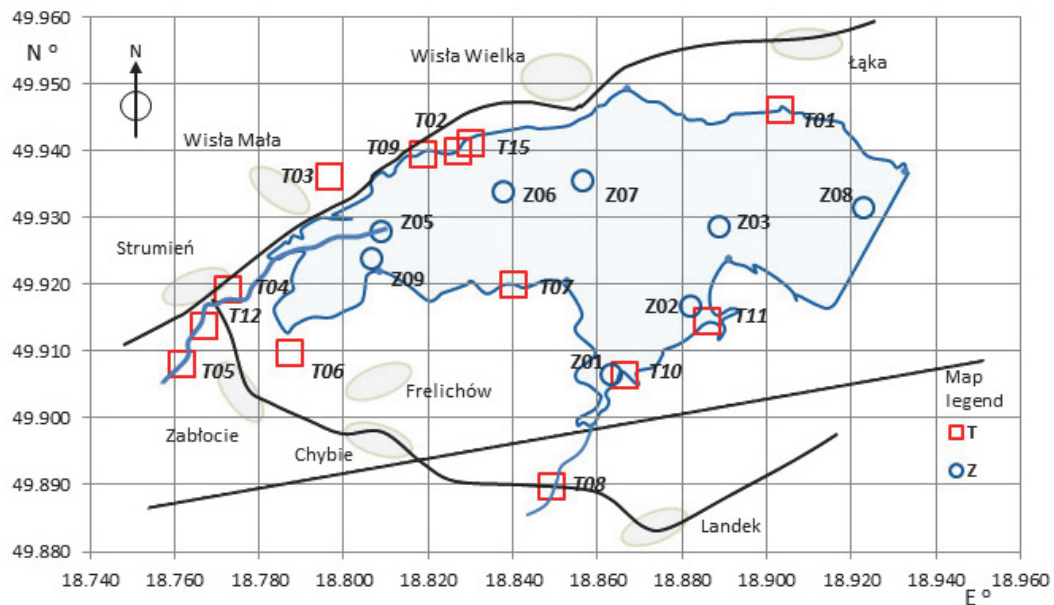 49.960
N º
49.950
49.940
49.930
49.920
49.910
49.900
49.890
49.880
18.740
18.760
18.780
18.800
18.820
18.840
18.860
18.880
18.900
18.920
18.940
18.960
E º
N
Wisła Wielka
Łąka
Wisła Mała
Strumień
Zabłocie
Chybie
Frelichów
Landek
T01
T02
T09
T15
T03
Z06
Z07
Z08
Z05
Z03
Z09
T04
T07
Z02
T11
T12
T06
T05
Z01
T10
T08
Map
legend
T
Z